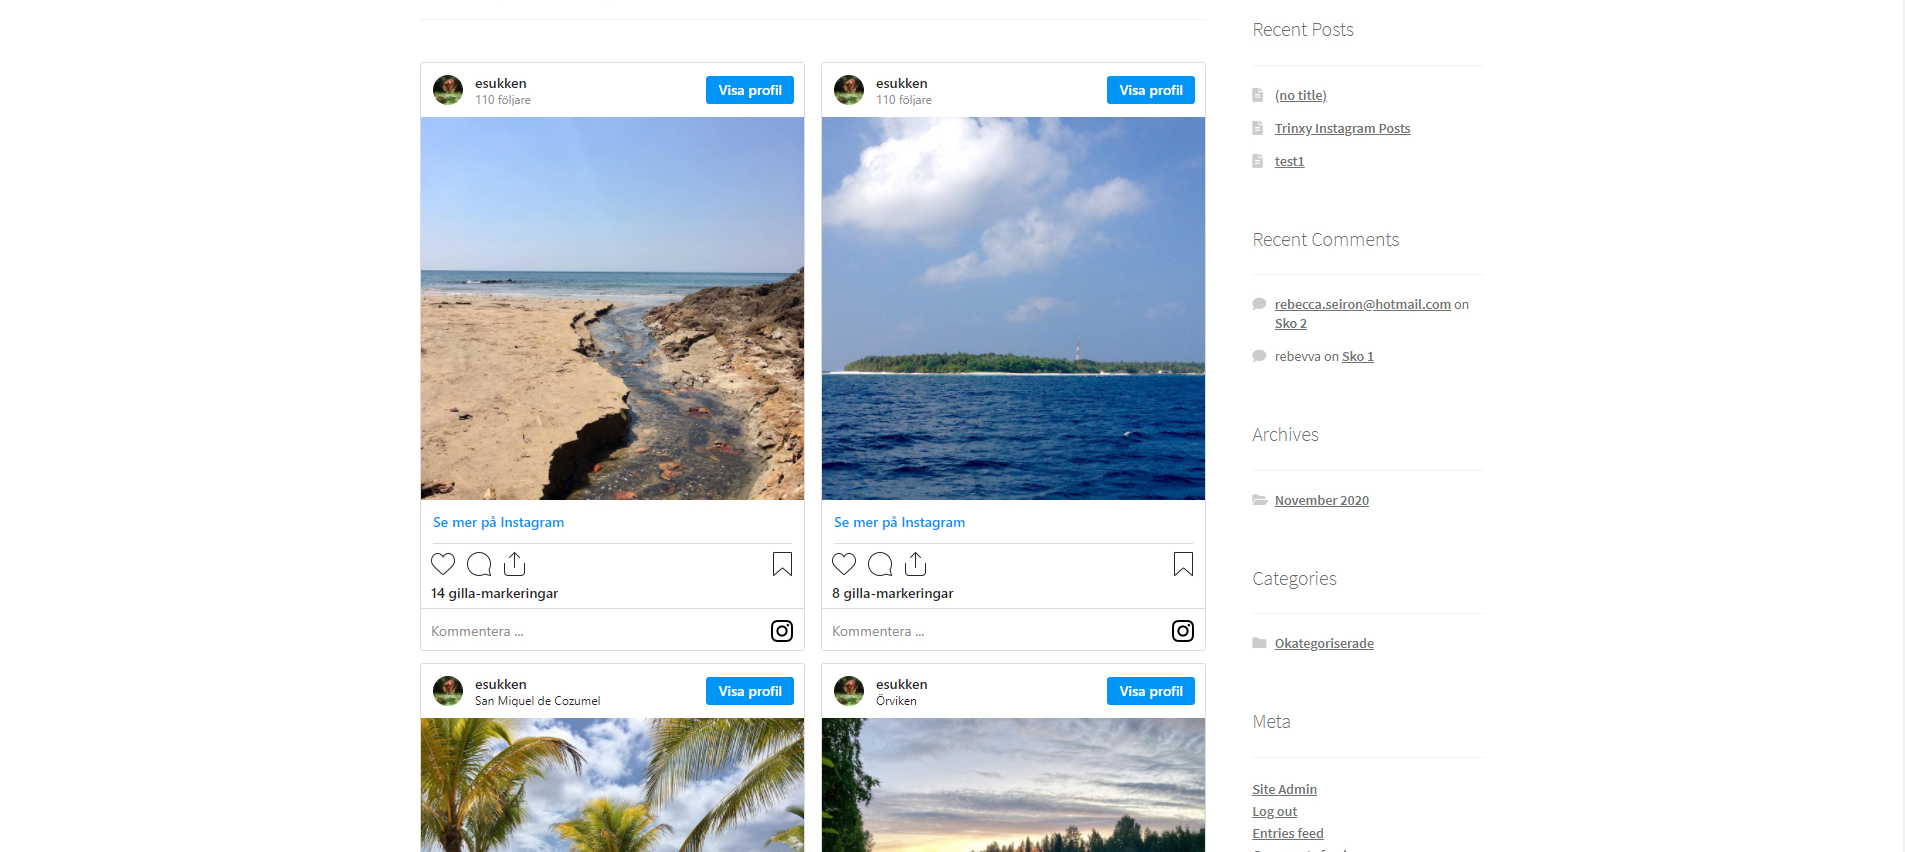 esukken
110 följare
Visa profil
Se mer på Instagram
14 gilla-markeringar
Kommentera ...
esukken
110 följare
Visa profil
Se mer på Instagram
8 gilla-markeringar
Kommentera ...
esukken
San Miguel de Cozumel
Visa profil
esukken
Örviken
Visa profil
Recent Posts
(no title)
Trinxy Instagram Posts
test1
Recent Comments
rebecca.seiron@hotmail.com on
Sko 2
rebevva on Sko 1
Archives
November 2020
Categories
Okategoriserade
Meta
Site Admin
Log out
Entries feed